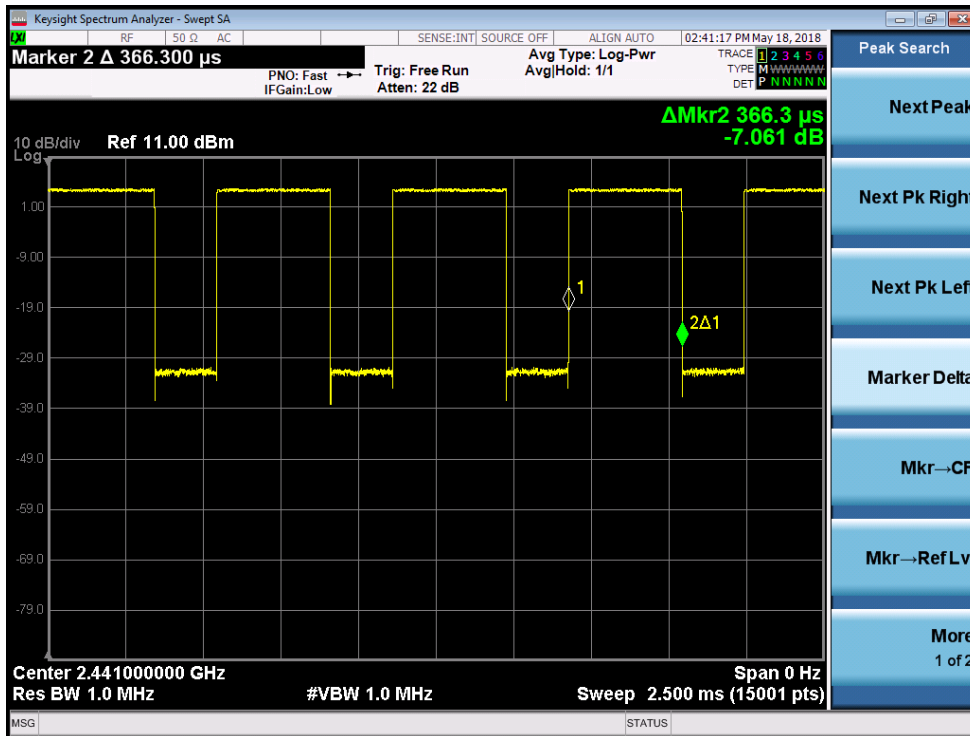 Keysight Spectrum Analyzer - Swept SA
LXI RF 50 Ω AC SENSE:INT SOURCE OFF ALIGN AUTO 02:41:17 PM May 18, 2018
Marker 2 Δ 366.300 µs
PNO: Fast
IFGain:Low
Trig: Free Run
Atten: 22 dB
Avg Type: Log-Pwr
Avg|Hold: 1/1
TRACE 1 2 3 4 5 6
TYPE M WWWWW
DET P N N N N N
ΔMkr2 366.3 µs
-7.061 dB
10 dB/div Ref 11.00 dBm
Log
1.00
-9.00
-19.0
-29.0
-39.0
-49.0
-59.0
-69.0
-79.0
1
2Δ1
Center 2.441000000 GHz Span 0 Hz
Res BW 1.0 MHz #VBW 1.0 MHz Sweep 2.500 ms (15001 pts)
MSG STATUS
Peak Search
Next Peak
Next Pk Right
Next Pk Left
Marker Delta
Mkr→CF
Mkr→Ref Lv
More
1 of 2